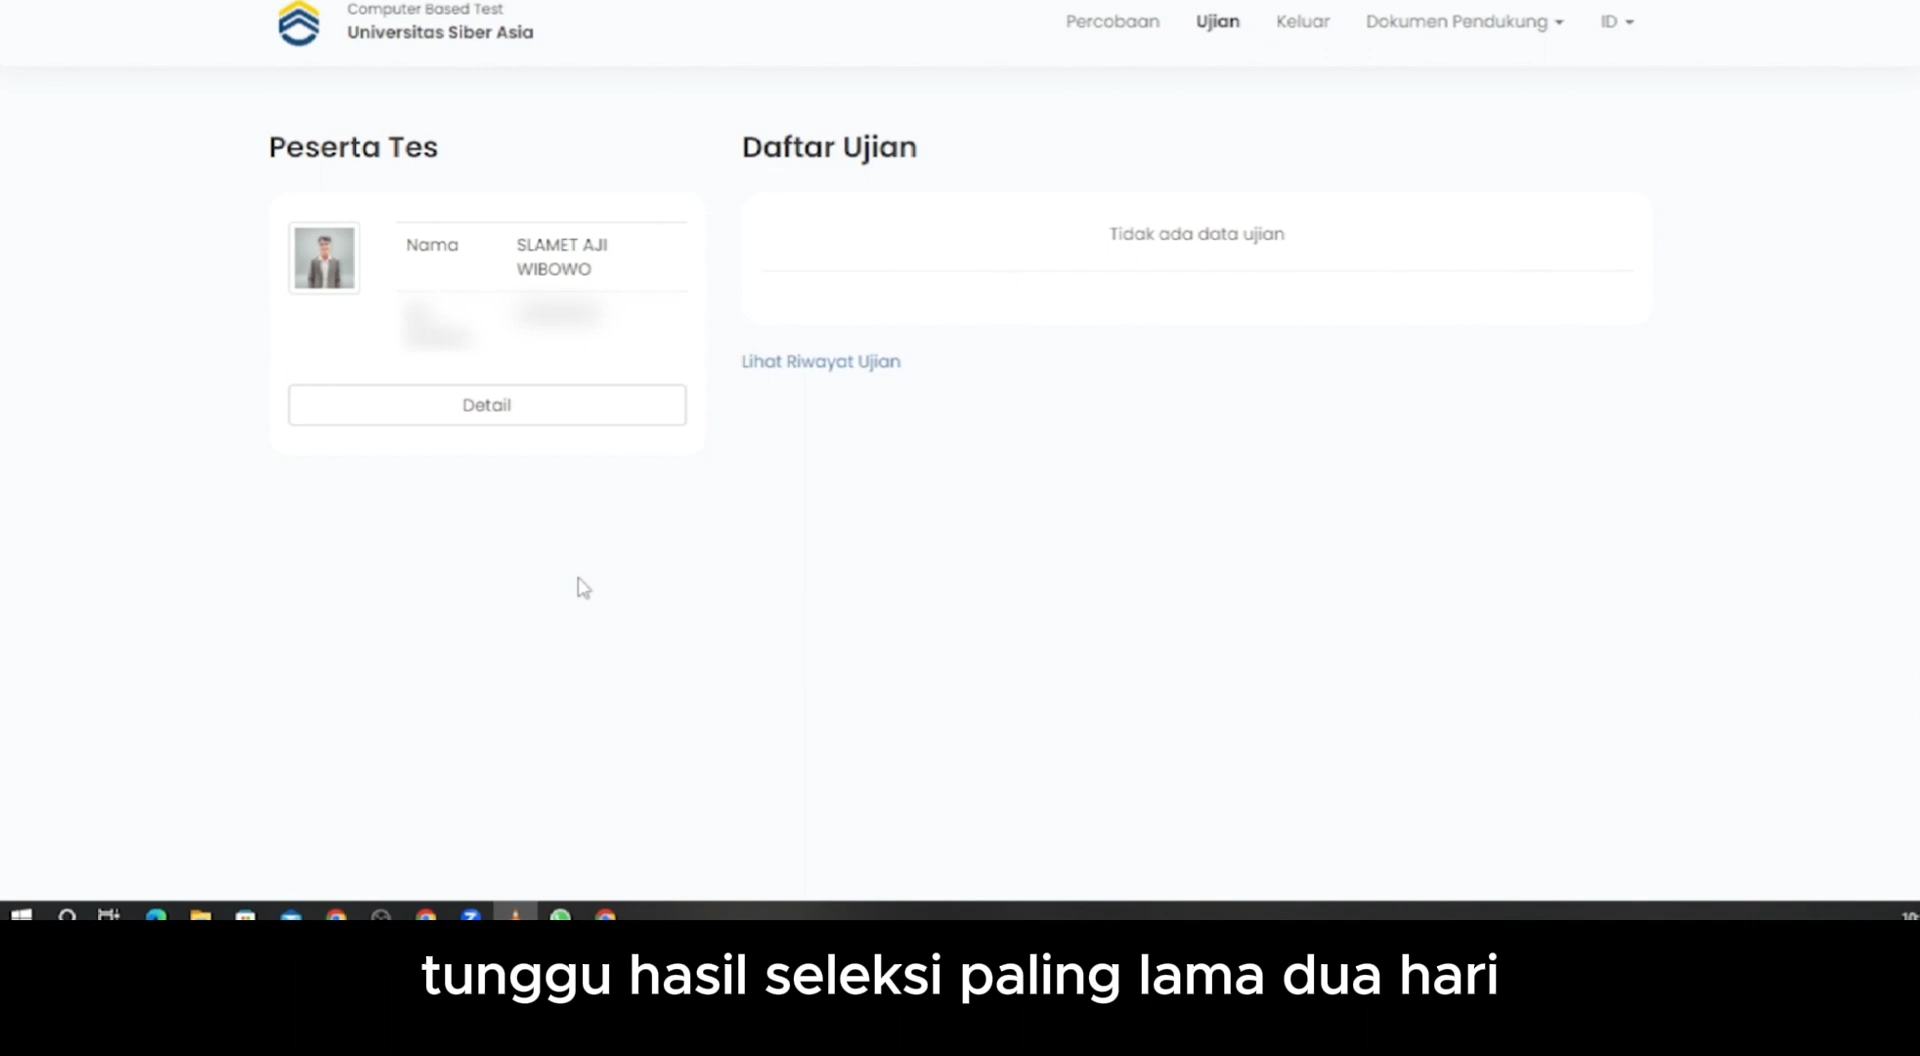 Computer Based Test
Universitas Siber Asia
Percobaan Ujian Keluar Dokumen Pendukung ID
Peserta Tes
Nama SLAMET AJI
WIBOWO
Detail
Daftar Ujian
Tidak ada data ujian
Lihat Riwayat Ujian
tunggu hasil seleksi paling lama dua hari